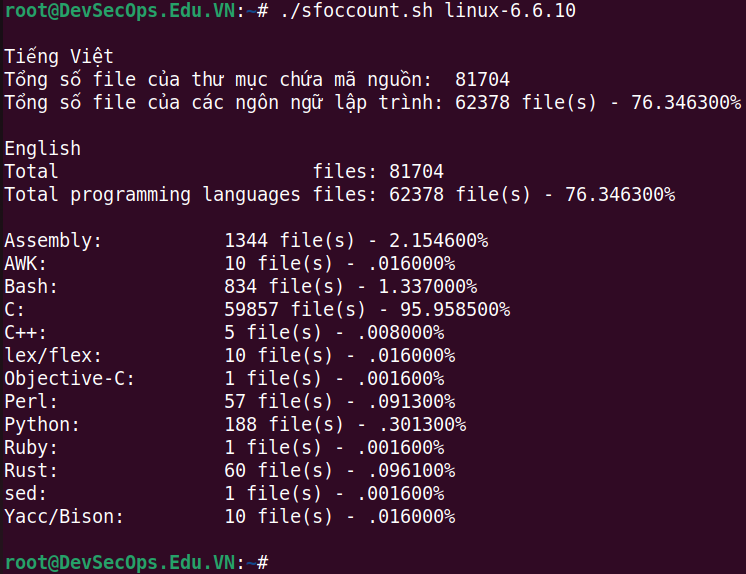 root@DevSecOps.Edu.VN:~# ./sfoccount.sh linux-6.6.10
Tiếng Việt
Tổng số file của thư mục chứa mã nguồn:  81704
Tổng số file của các ngôn ngữ lập trình: 62378 file(s) - 76.346300%
English
Total                       files: 81704
Total programming languages files: 62378 file(s) - 76.346300%
Assembly:           1344 file(s) - 2.154600%
AWK:                10 file(s) - .016000%
Bash:               834 file(s) - 1.337000%
C:                  59857 file(s) - 95.958500%
C++:                5 file(s) - .008000%
lex/flex:           10 file(s) - .016000%
Objective-C:        1 file(s) - .001600%
Perl:               57 file(s) - .091300%
Python:             188 file(s) - .301300%
Ruby:               1 file(s) - .001600%
Rust:               60 file(s) - .096100%
sed:                1 file(s) - .001600%
Yacc/Bison:         10 file(s) - .016000%
root@DevSecOps.Edu.VN:~#